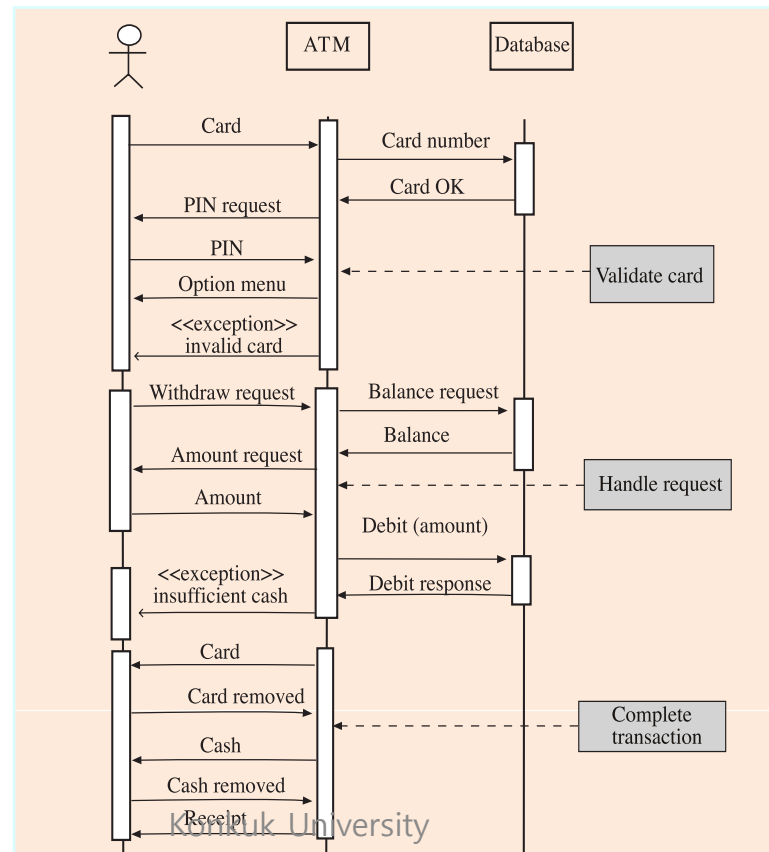 ATM
Database
Card
Card number
Card OK
PIN request
PIN
Validate card
Option menu
<<exception>>
invalid card
Withdraw request
Balance request
Balance
Amount request
Handle request
Amount
Debit (amount)
<<exception>>
insufficient cash
Debit response
Card
Card removed
Complete
transaction
Cash
Cash removed
Receipt
Konkuk University